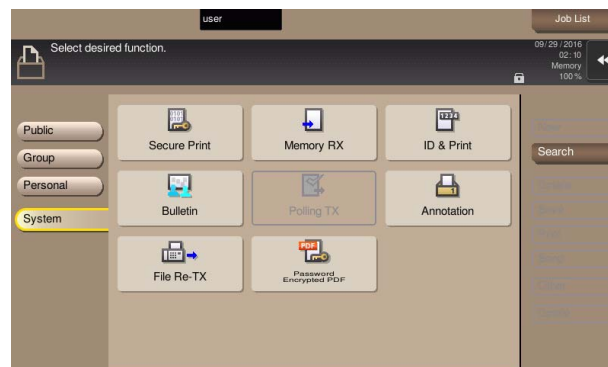 user
Job List
Select desired function.
09/29/2016
02:10
Memory
100%
Public
Group
Personal
System
Secure Print
Memory RX
ID & Print
Bulletin
Polling TX
Annotation
File Re-TX
PDF
Password
Encrypted PDF
Search